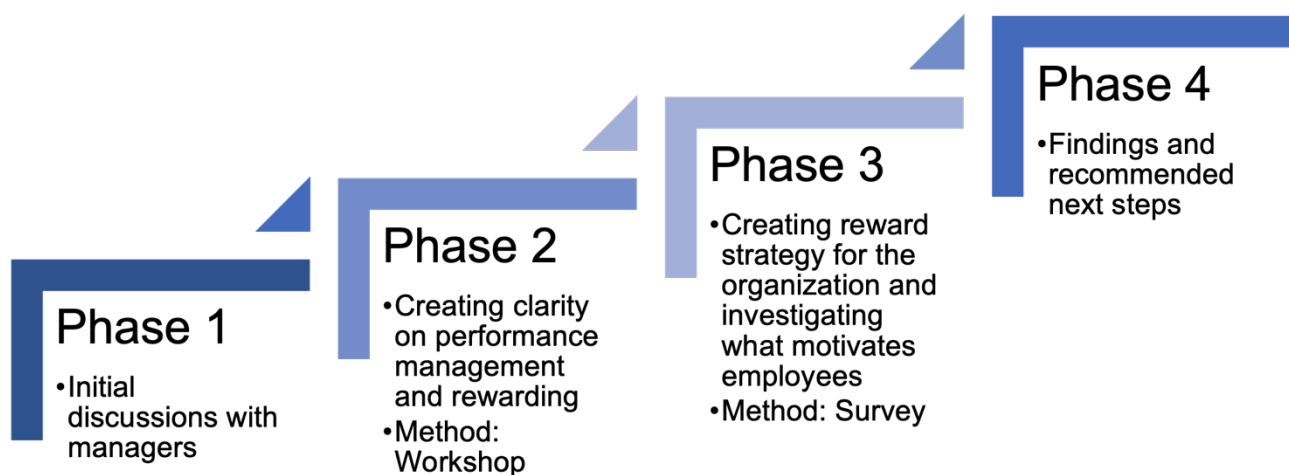 Phase 1
•Initial
discussions with
managers
Phase 2
•Creating clarity
on performance
management
and rewarding
•Method:
Workshop
Phase 3
•Creating reward
strategy for the
organization and
investigating
what motivates
employees
•Method: Survey
Phase 4
•Findings and
recommended
next steps